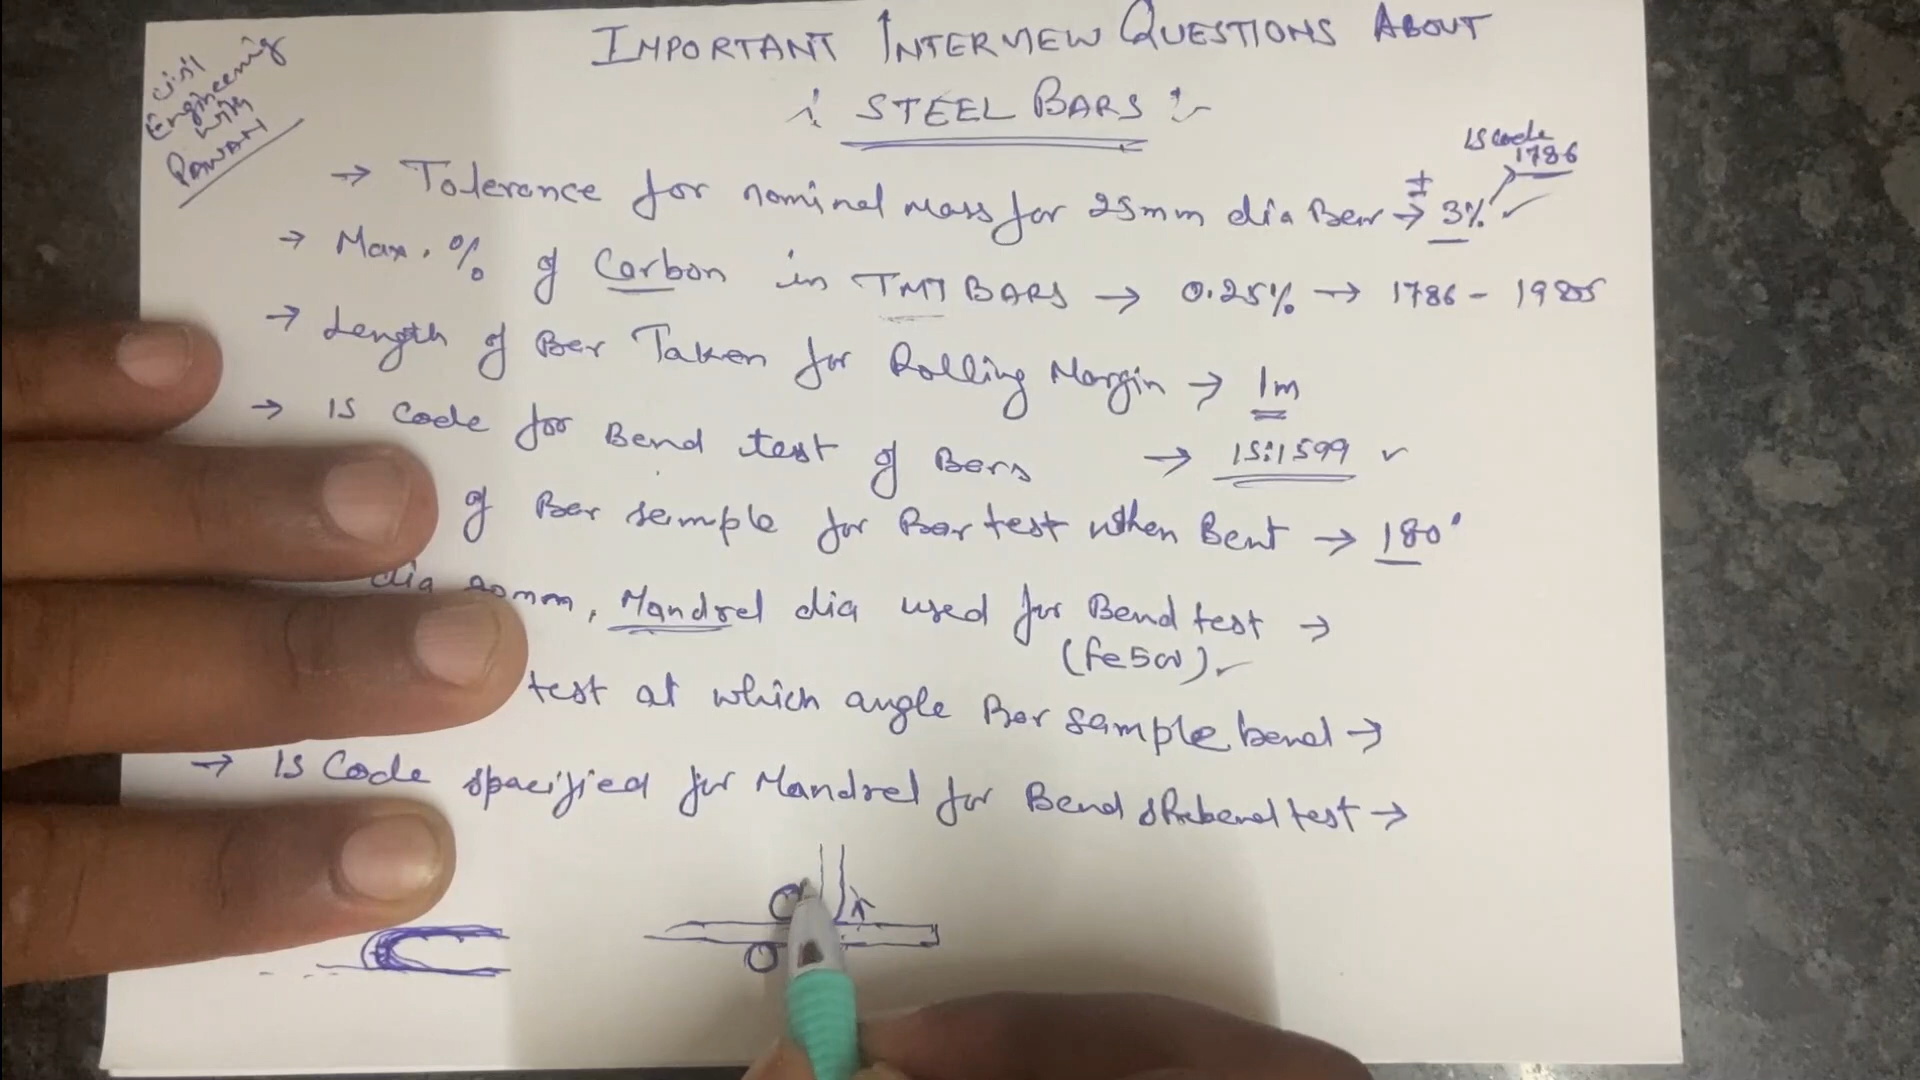 Civil
Engineering
with
PAWAN
IMPORTANT INTERVIEW QUESTIONS ABOUT
STEEL BARS :-
IS code
1786
→ Tolerance for nominal mass for 25mm dia Bar → ± 3% ✓
→ Max. % of Carbon in TMT BARS → 0.25% → 1786 - 1985
→ Length of Bar Taken for Rolling Margin → 1m
→ IS Code for Bend test of Bars → IS:1599 ✓
of Bar sample for Bar test when Bent → 180°
dia 20mm, Mandrel dia used for Bend test →
(fe500) ✓
test at which angle Bar sample bend →
→ IS Code specified for Mandrel for Bend & Rebend test →